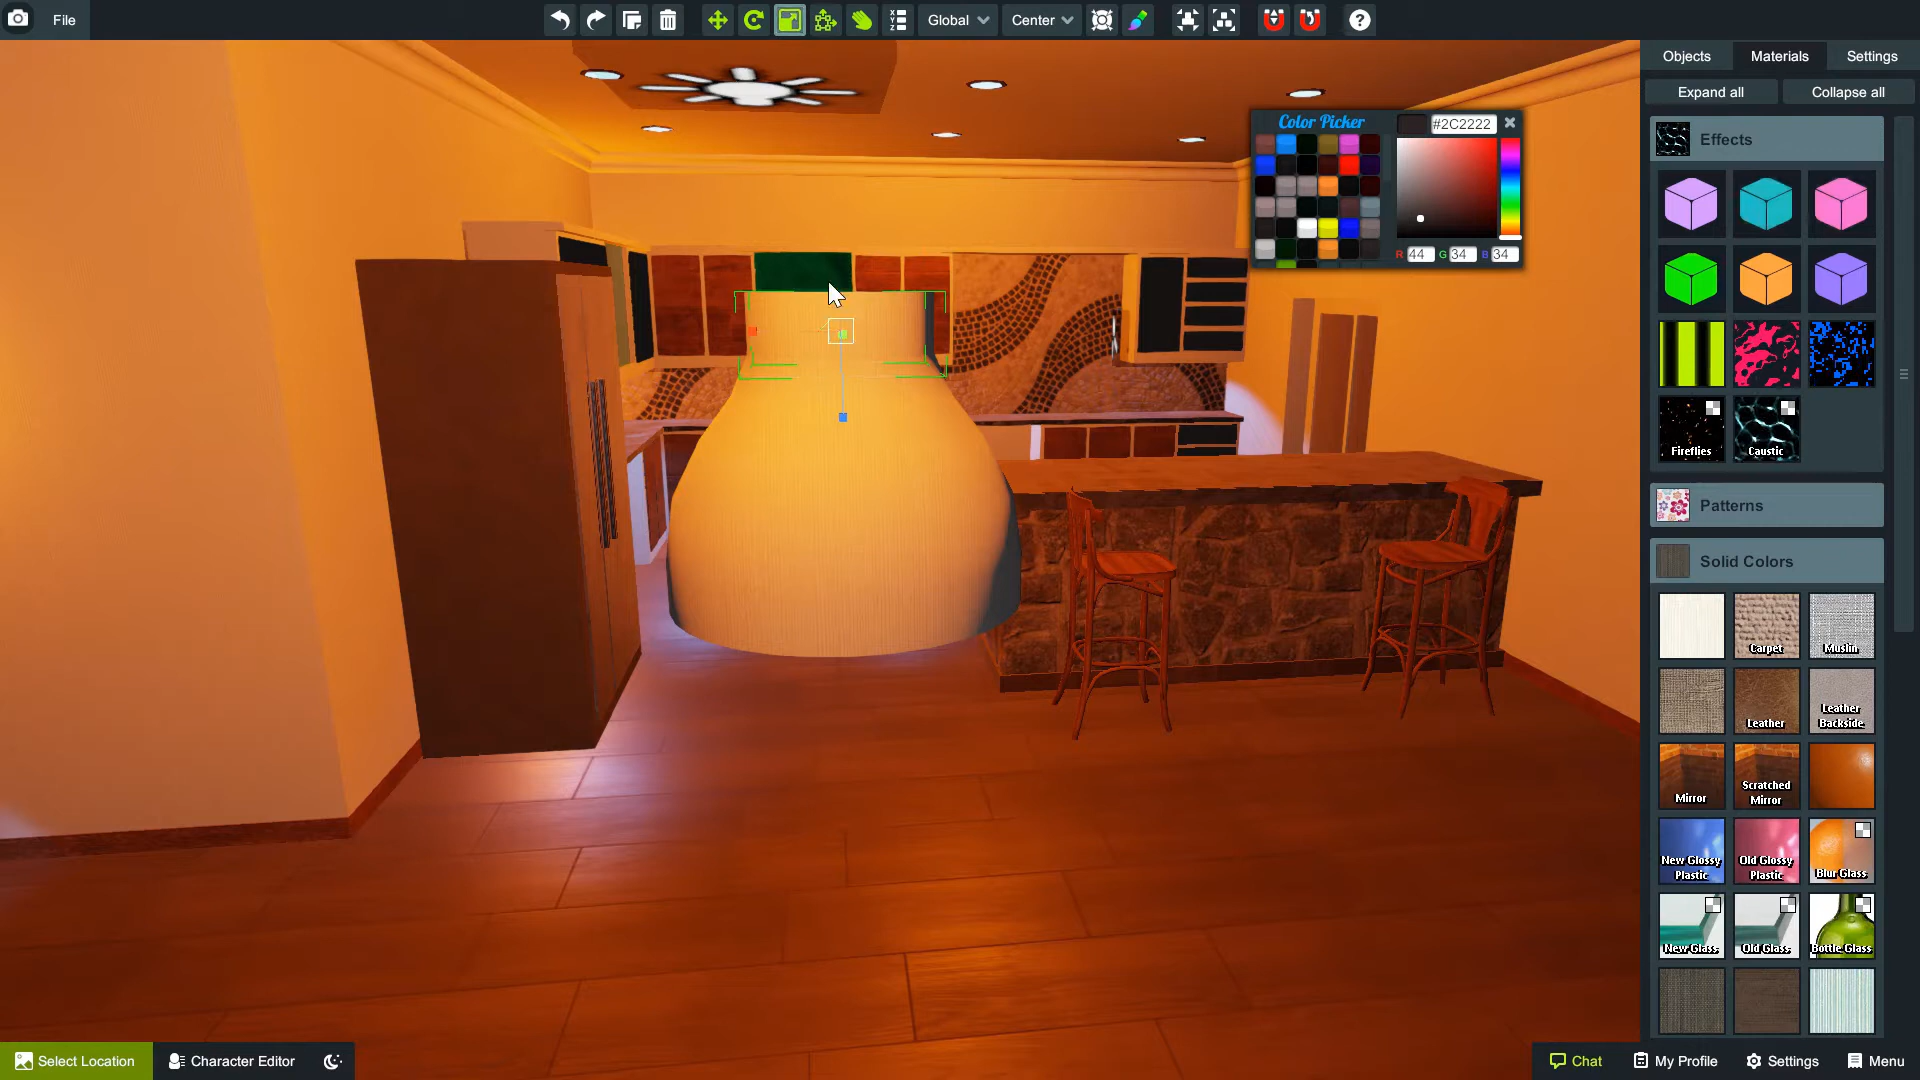 File
X
Y
Z
Global
Center
Objects
Materials
Settings
Expand all
Collapse all
Color Picker
#2C2222
R 44 G 34 B 34
Effects
Fireflies
Caustic
Patterns
Solid Colors
Carpet
Muslin
Leather
Leather
Backside
Mirror
Scratched
Mirror
New Glossy
Plastic
Old Glossy
Plastic
Blur Glass
New Glass
Old Glass
Bottle Glass
Select Location
Character Editor
Chat
My Profile
Settings
Menu